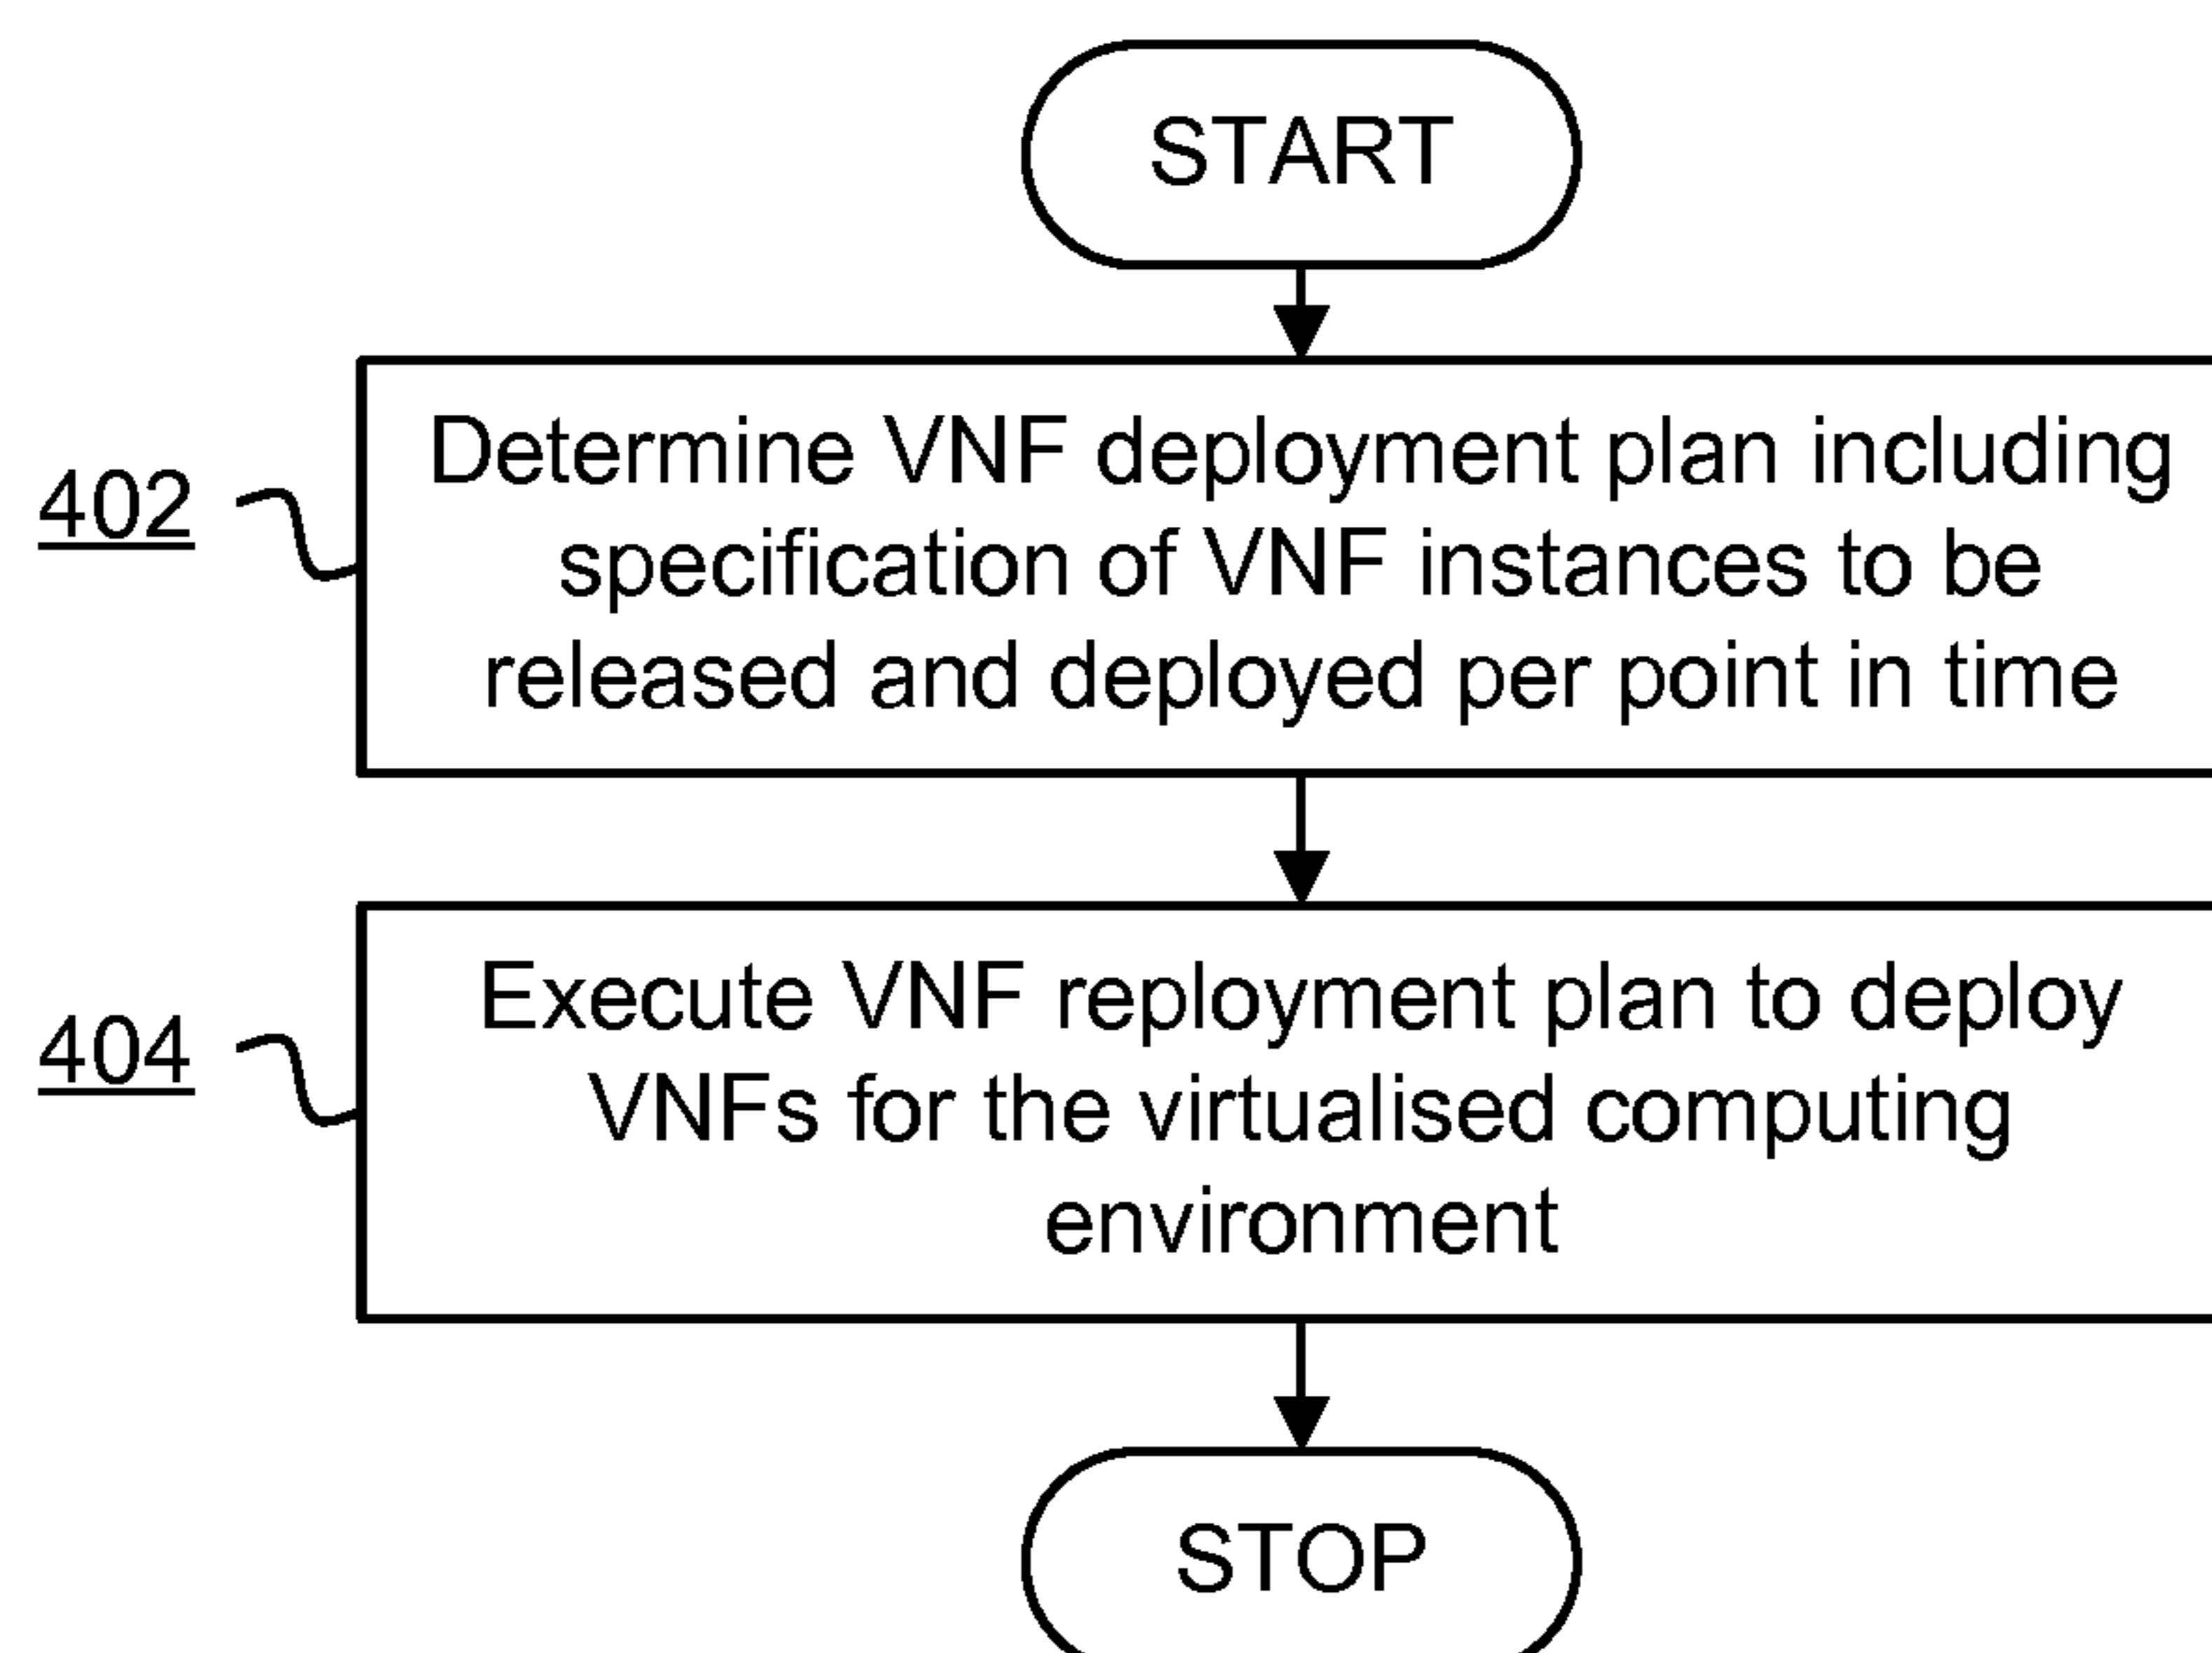 START
402
Determine VNF deployment plan including
specification of VNF instances to be
released and deployed per point in time
404
Execute VNF reployment plan to deploy
VNFs for the virtualised computing
environment
STOP